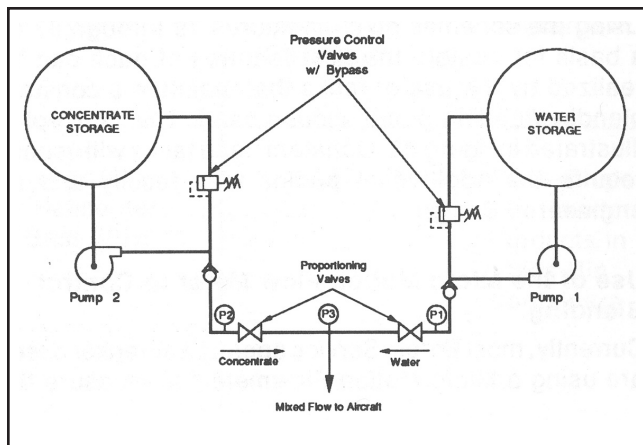 Pressure Control
Valves
w/ Bypass
CONCENTRATE
STORAGE
WATER
STORAGE
Pump 2
Pump 1
Proportioning
Valves
P2
P3
P1
Concentrate
Water
Mixed Flow to Aircraft